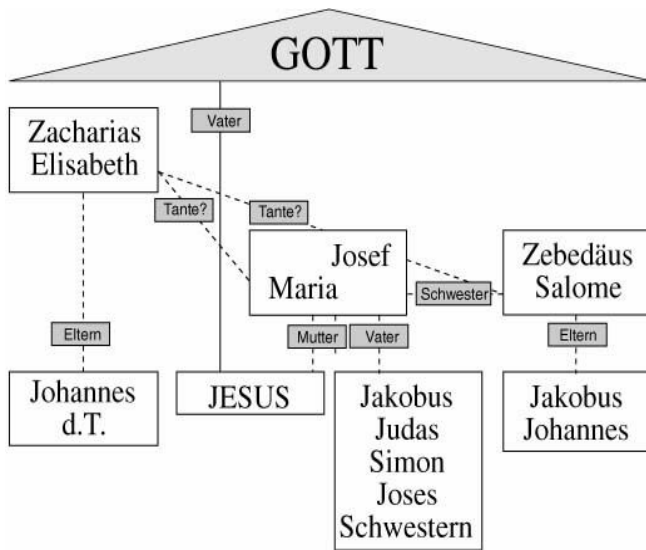 GOTT
Vater
Zacharias
Elisabeth
Tante?
Tante?
Josef
Maria
Schwester
Zebedäus
Salome
Eltern
Mutter
Vater
Eltern
Johannes
d.T.
JESUS
Jakobus
Judas
Simon
Joses
Schwestern
Jakobus
Johannes